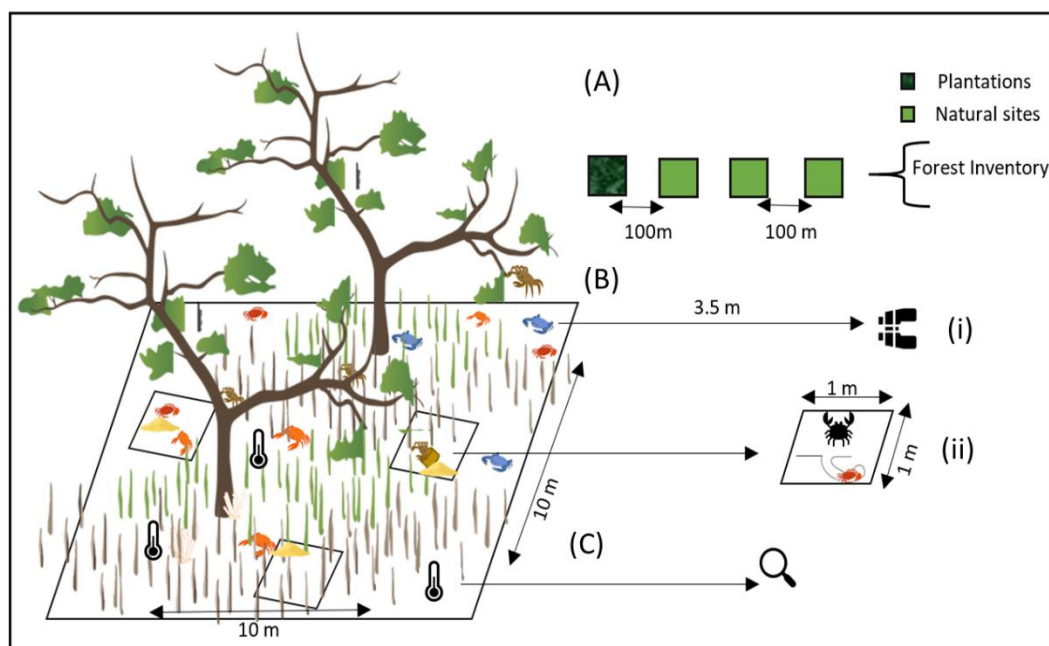 (A)
Plantations
Natural sites
Forest Inventory
100m
100 m
(B)
3.5 m
(i)
1 m
1 m
(ii)
10 m
(C)
10 m